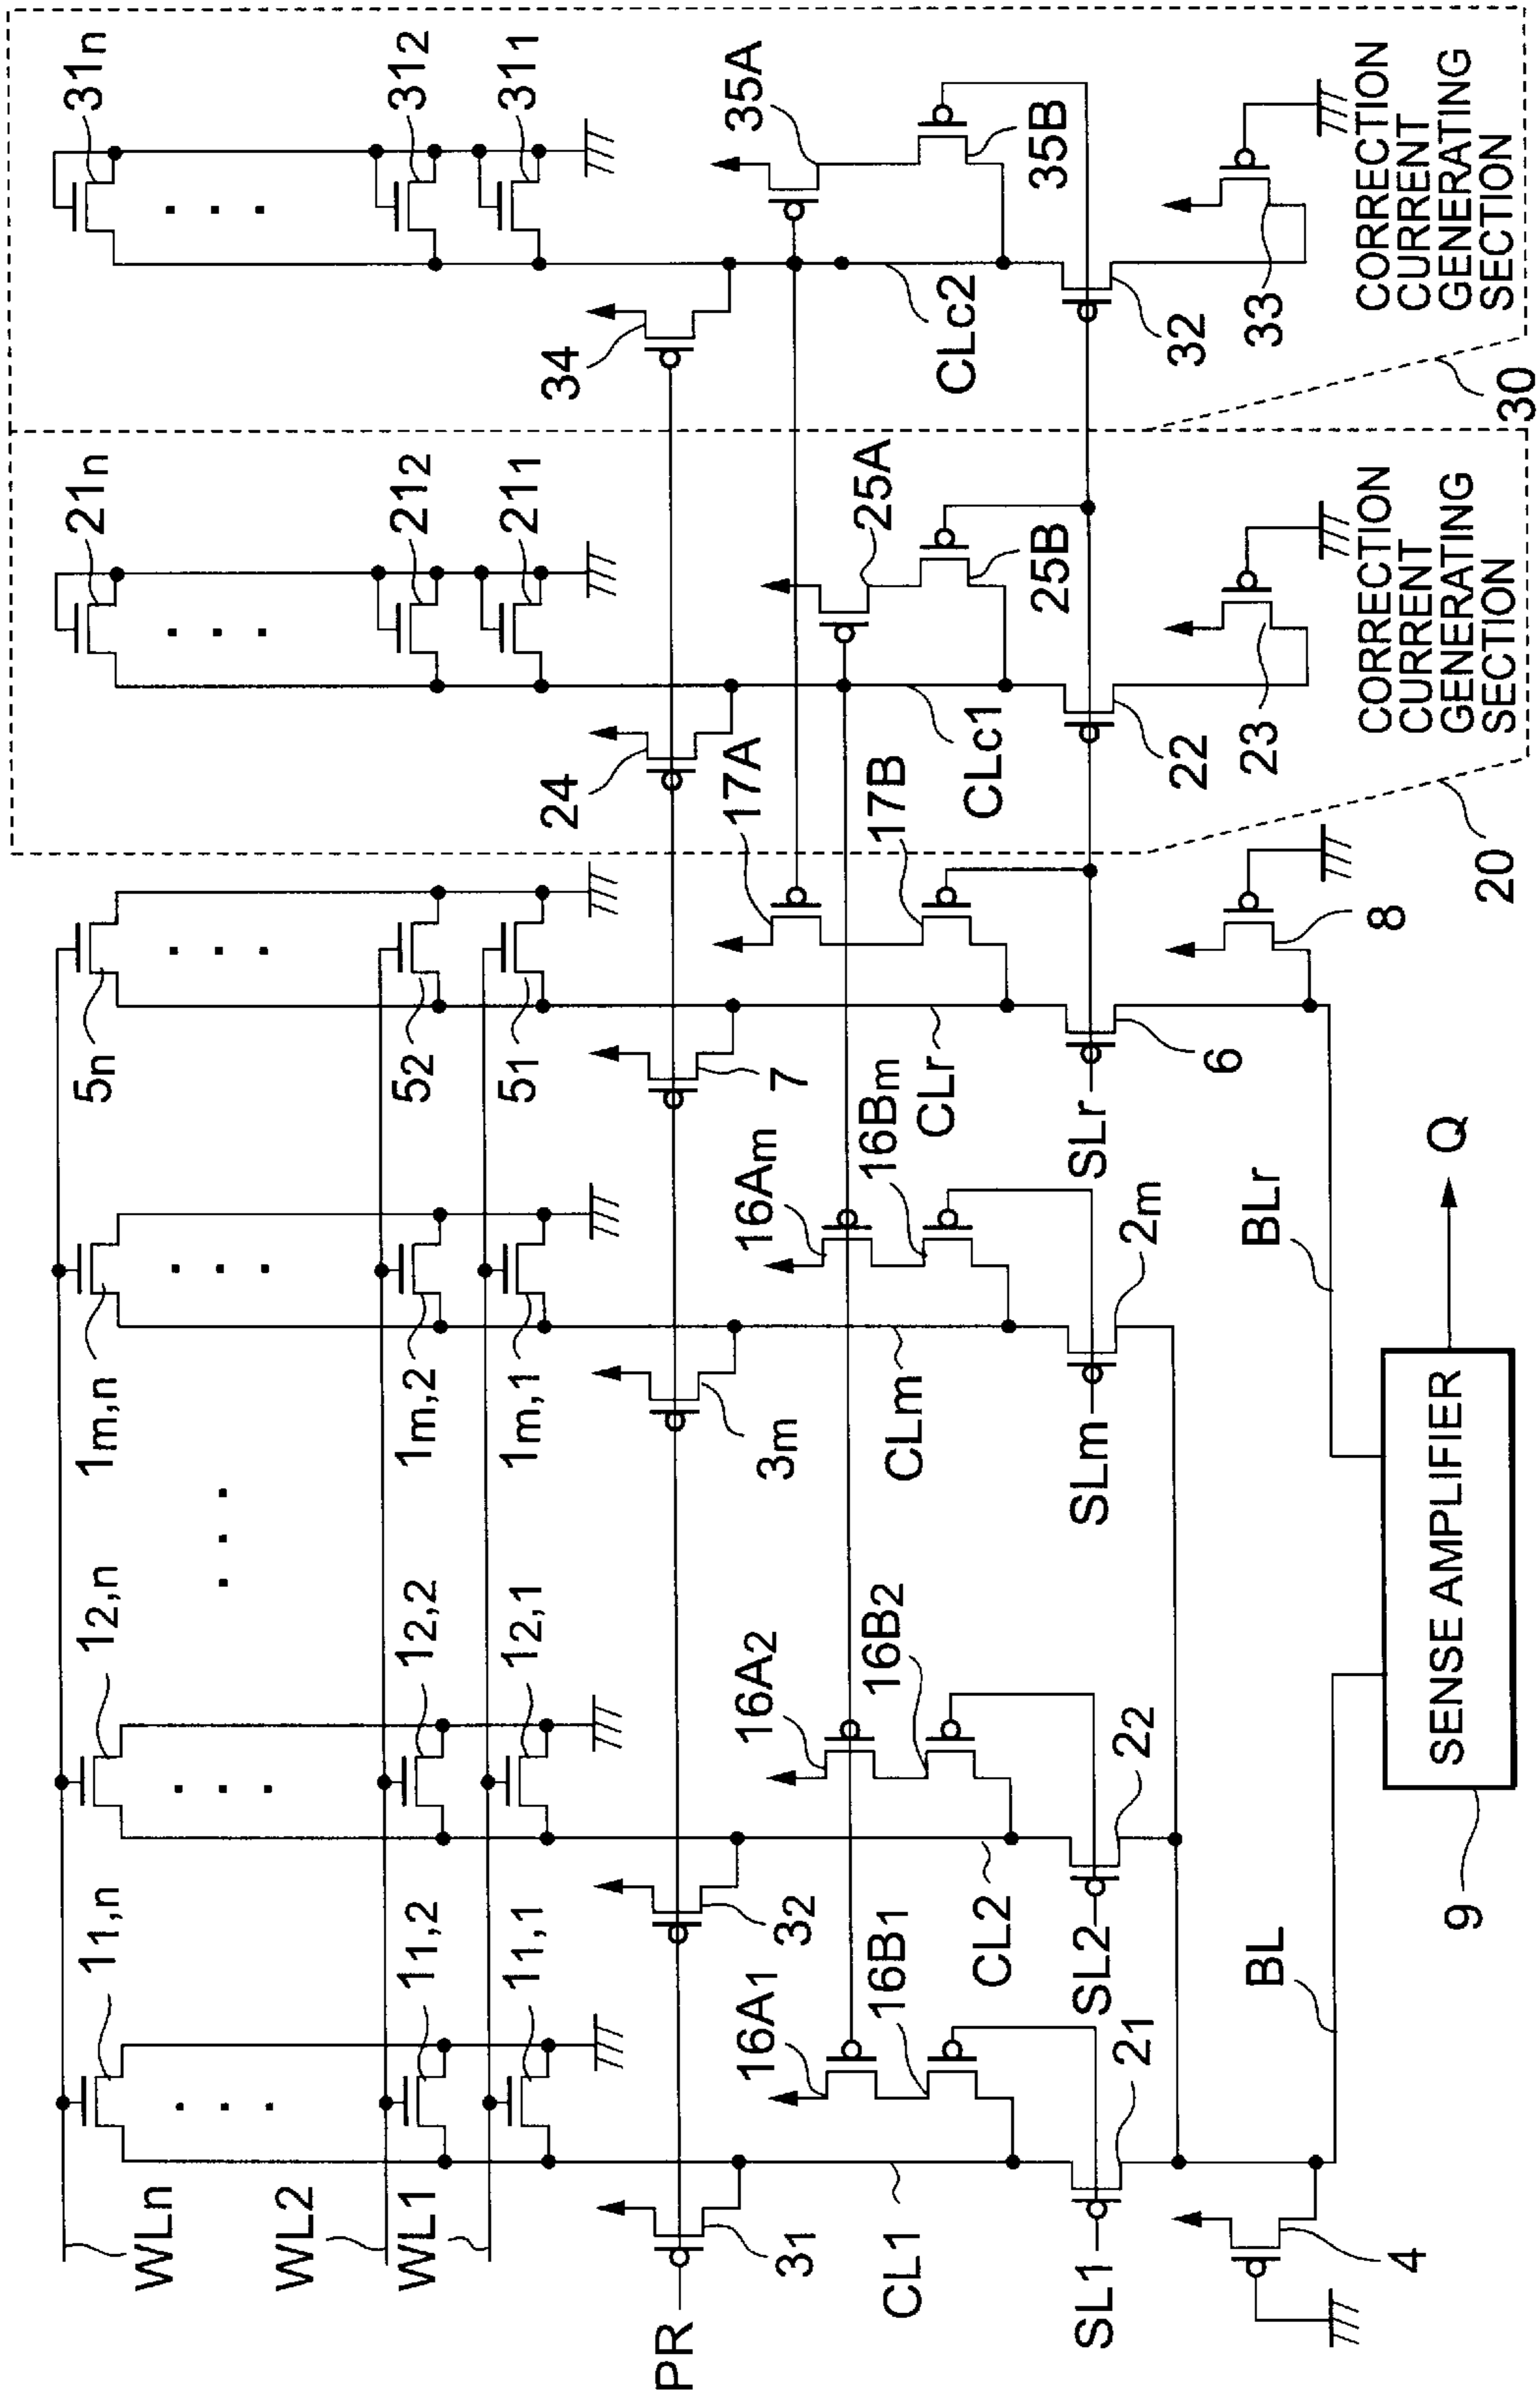 WLn
WL2
WL1
PR
11,n
11,2
11,1
31
16A1
16B1
CL1
SL1
21
4
BL
12,n
12,2
12,1
32
16A2
16B2
CL2
SL2
22
1m,n
1m,2
1m,1
3m
16Am
16Bm
CLm
SLm
2m
5n
52
51
7
17A
17B
CLr
SLr
6
8
BLr
SENSE AMPLIFIER
9
Q
21n
212
211
24
25A
25B
CLc1
22
23
CORRECTION
CURRENT
GENERATING
SECTION
20
31n
312
311
34
35A
35B
CLc2
32
33
CORRECTION
CURRENT
GENERATING
SECTION
30